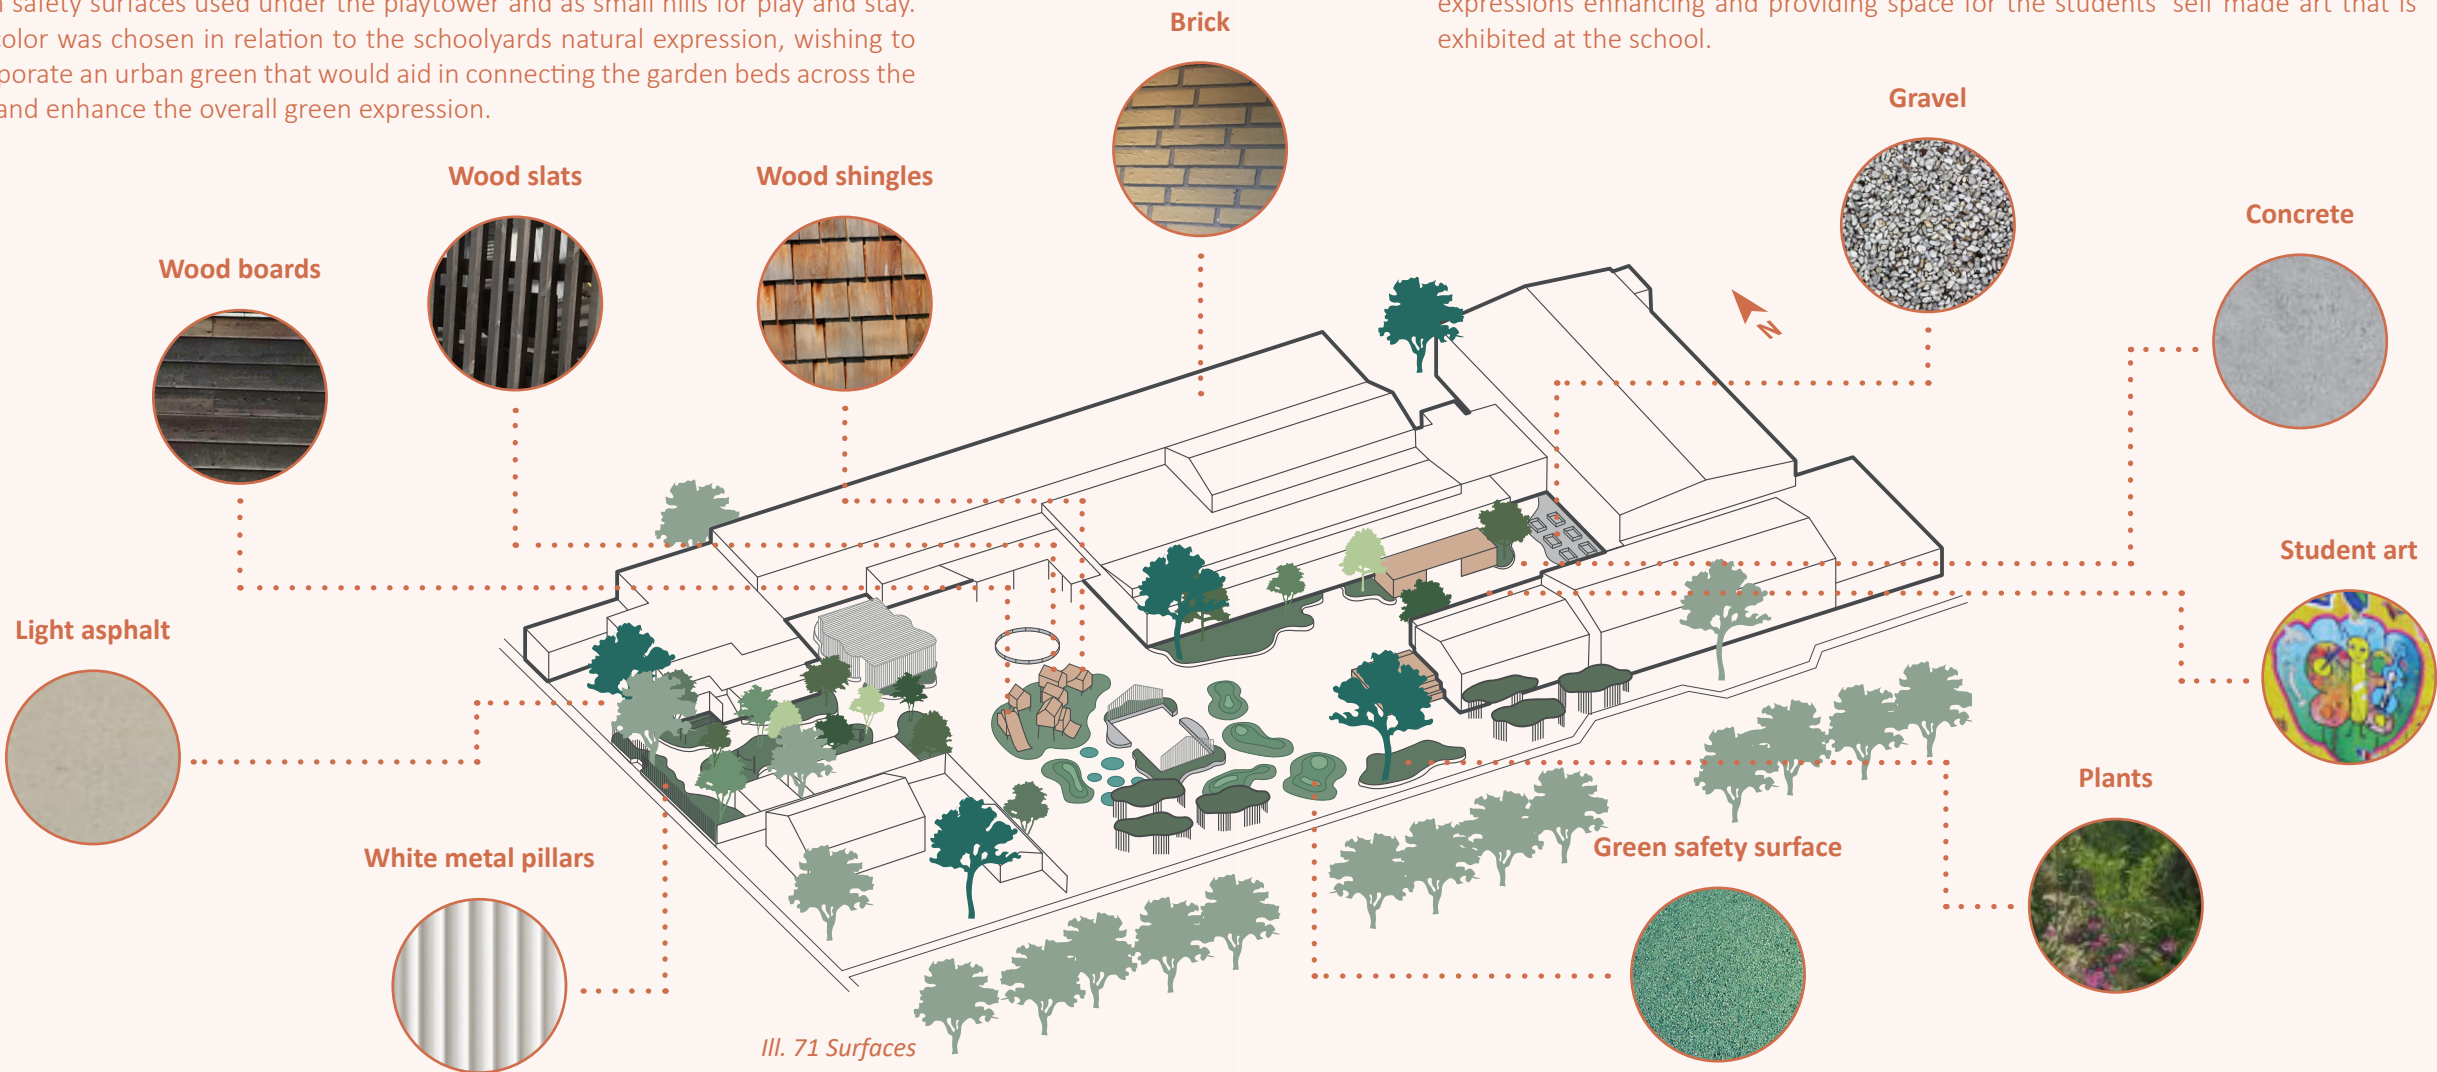 safety surfaces used under the playtower and as small hills for play and stay.
color was chosen in relation to the schoolyards natural expression, wishing to
porate an urban green that would aid in connecting the garden beds across the
and enhance the overall green expression.
expressions enhancing and providing space for the students' self made art that is
exhibited at the school.
Brick
Gravel
Wood slats
Wood shingles
Concrete
Wood boards
N
Student art
Light asphalt
Plants
White metal pillars
Green safety surface
Ill. 71 Surfaces